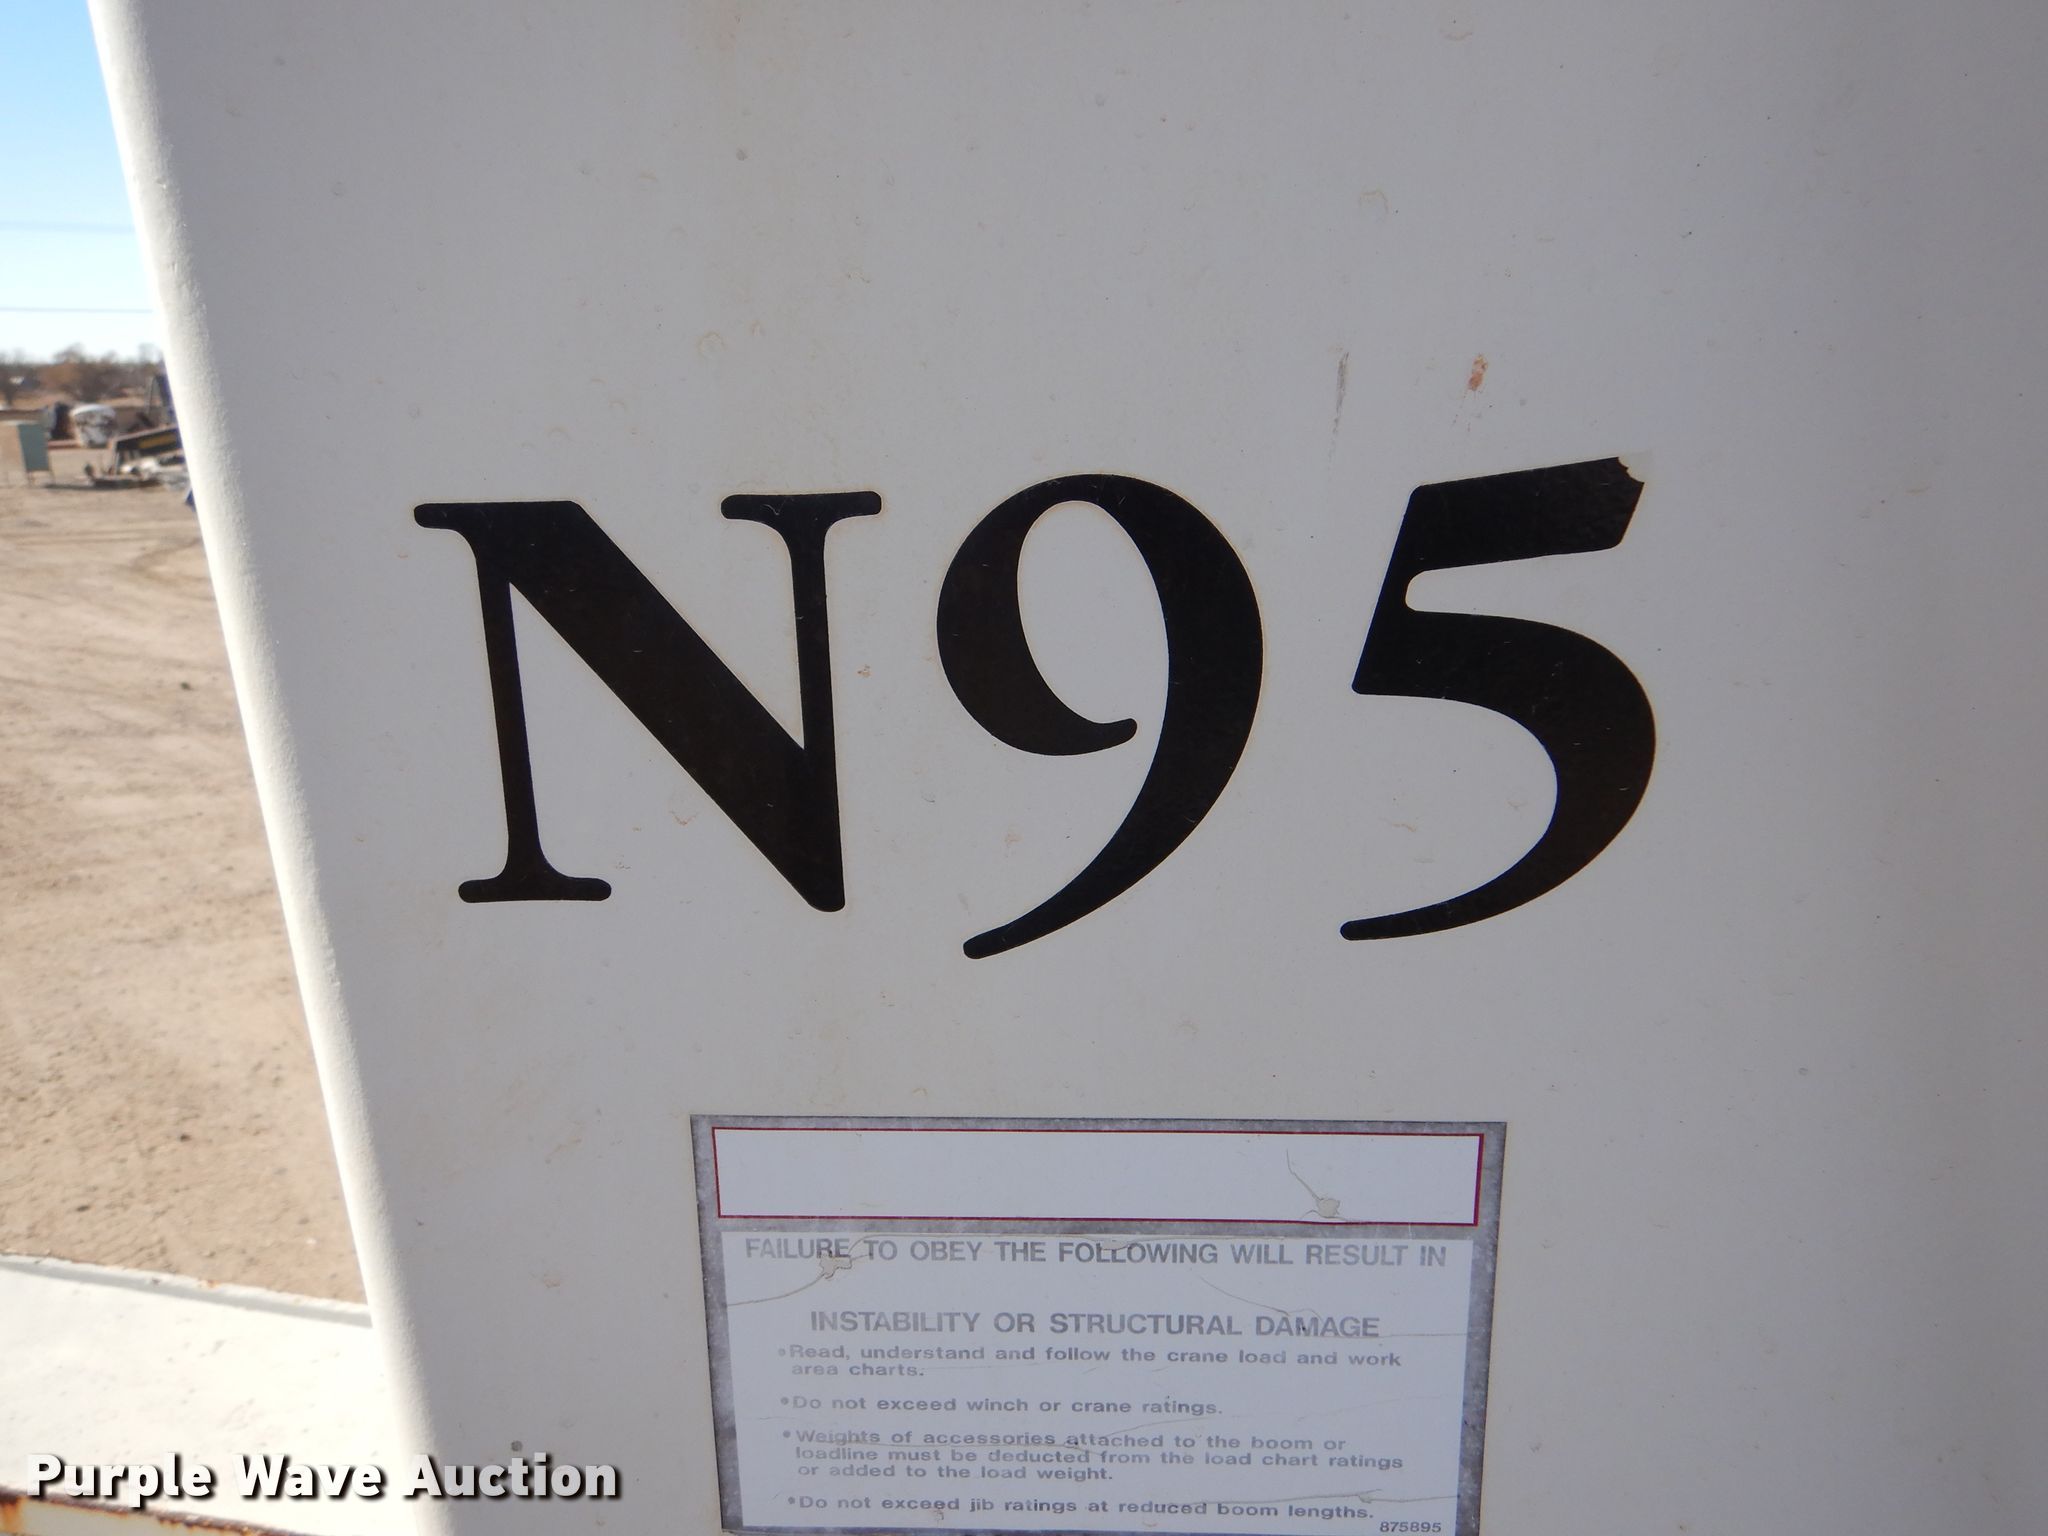 N95
FAILURE TO OBEY THE FOLLOWING WILL RESULT IN
INSTABILITY OR STRUCTURAL DAMAGE
•Read, understand and follow the crane load and work
area charts.
•Do not exceed winch or crane ratings.
•Weights of accessories attached to the boom or
loadline must be deducted from the load chart ratings
or added to the load weight.
•Do not exceed jib ratings at reduced boom lengths.
875895
Purple Wave Auction